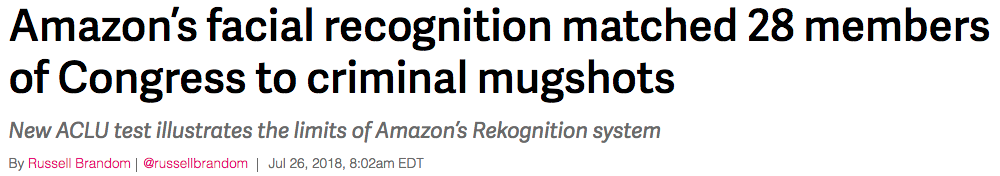 Amazon’s facial recognition matched 28 members
of Congress to criminal mugshots
New ACLU test illustrates the limits of Amazon’s Rekognition system
By Russell Brandom | @russellbrandom | Jul 26, 2018, 8:02am EDT